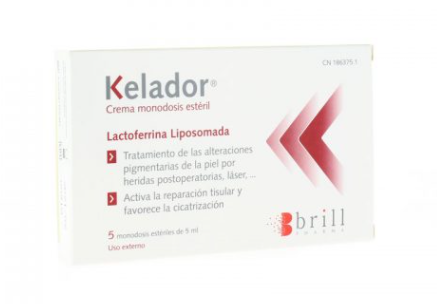 CN 186375.1
Kelador®
Crema monodosis estéril
Lactoferrina Liposomada
Tratamiento de las alteraciones
pigmentarias de la piel por
heridas postoperatorias, láser, ...
Activa la reparación tisular y
favorece la cicatrización
5 monodosis estériles de 5 ml
Uso externo
brill
PHARMA